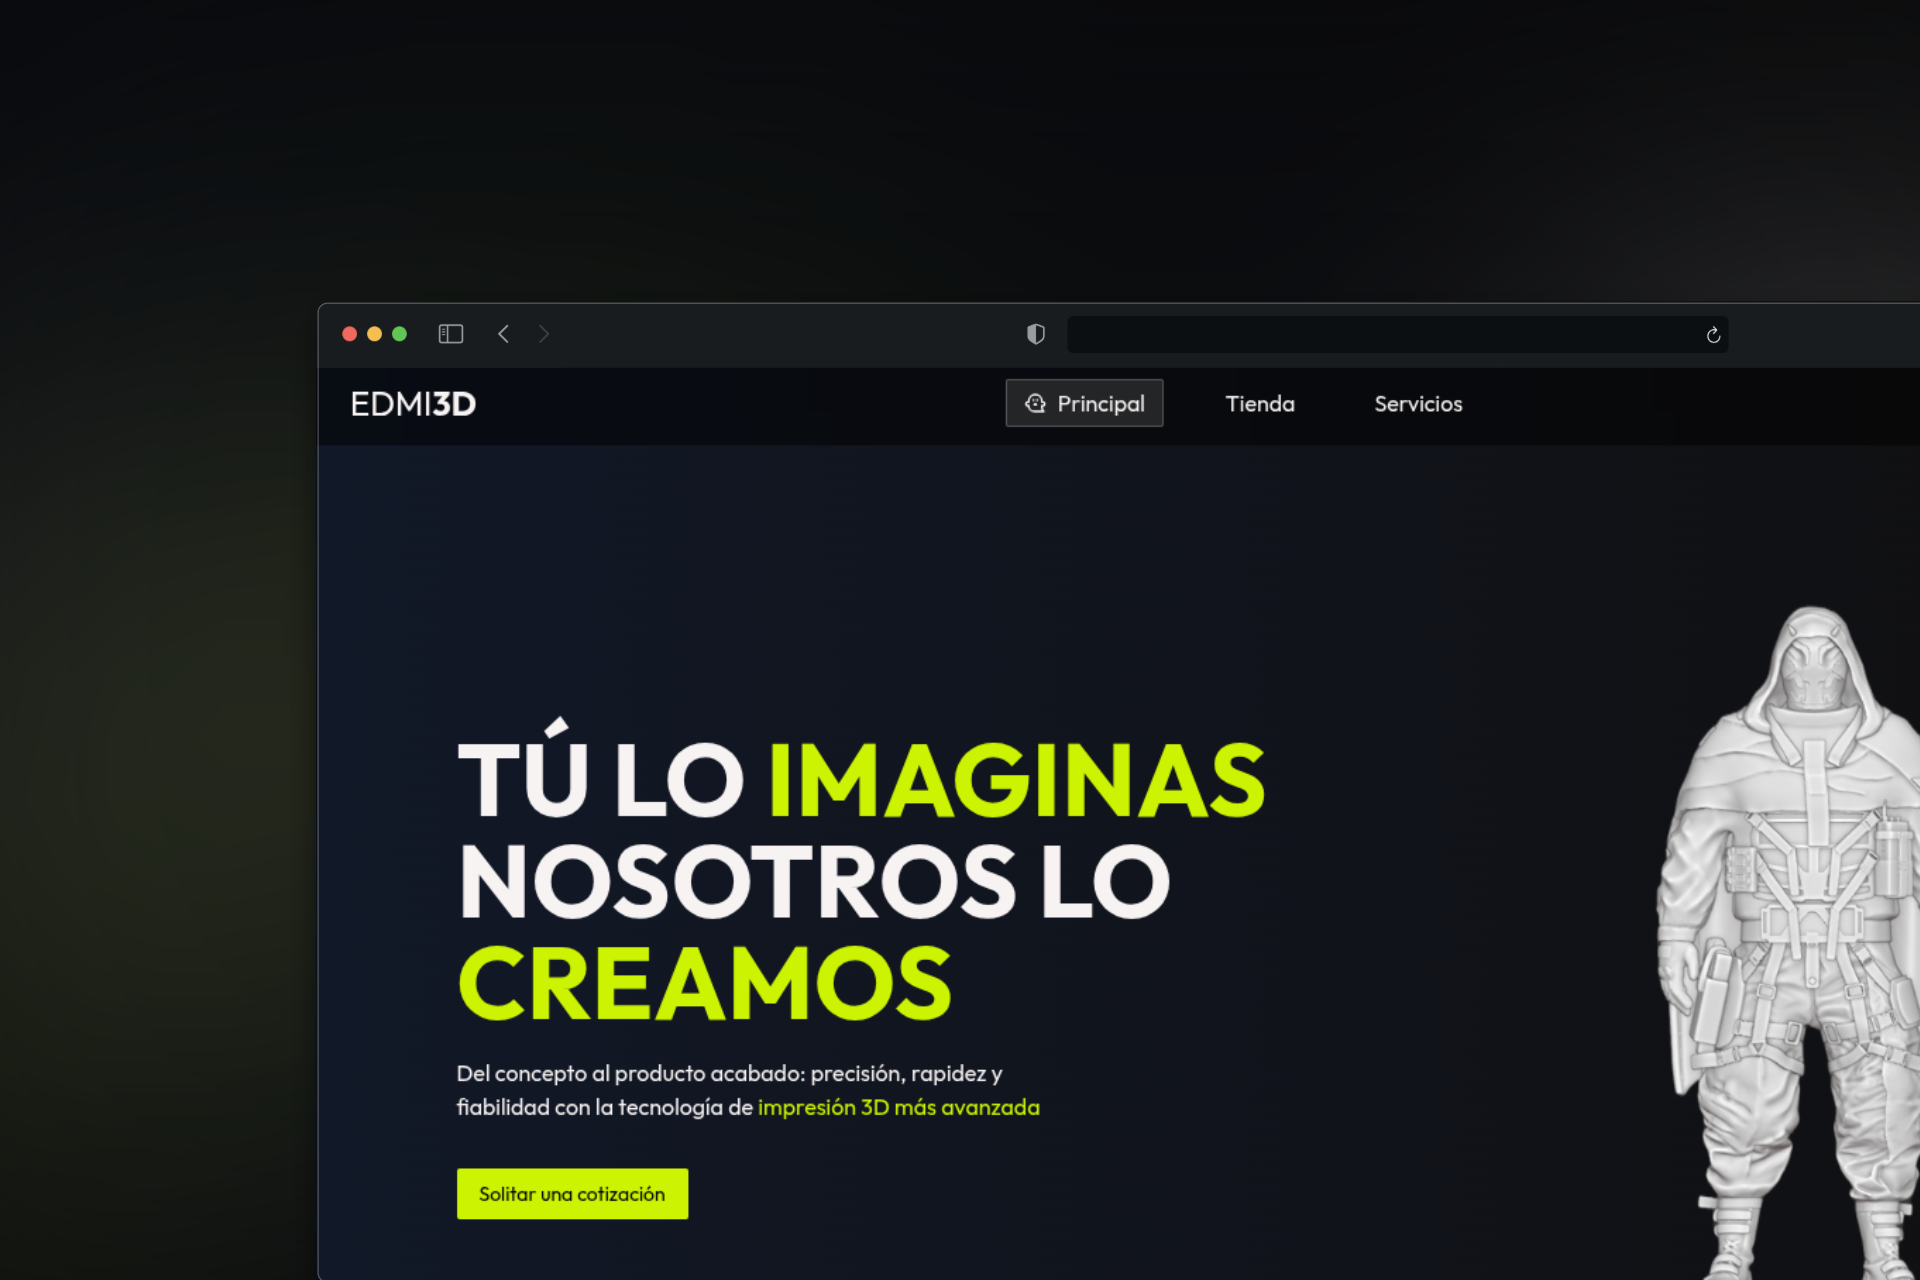 EDMI3D
Principal
Tienda
Servicios
TÚ LO IMAGINAS
NOSOTROS LO
CREAMOS
Del concepto al producto acabado: precisión, rapidez y
fiabilidad con la tecnología de impresión 3D más avanzada
Solitar una cotización